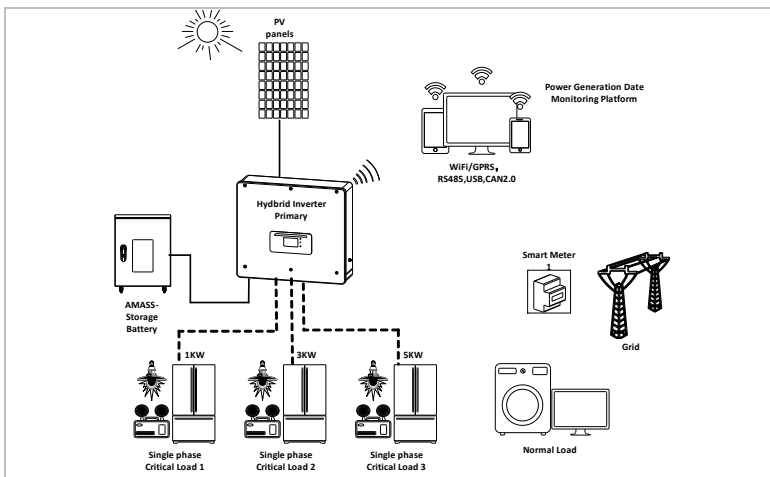 PV
panels
Power Generation Date
Monitoring Platform
WiFi/GPRS,
RS485,USB,CAN2.0
Hydbrid Inverter
Primary
Smart Meter
1
AMASS-
Storage
Battery
Grid
1KW
3KW
5KW
Single phase
Critical Load 1
Single phase
Critical Load 2
Single phase
Critical Load 3
Normal Load